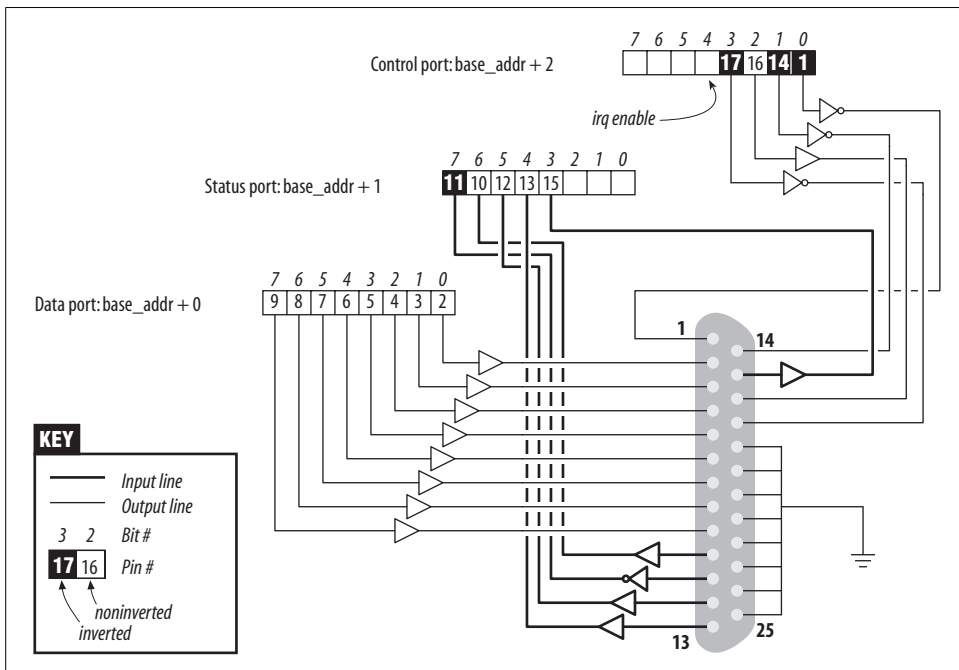 7 6 5 4 3 2 1 0
Control port: base_addr + 2
17 16 14 1
irq enable
7 6 5 4 3 2 1 0
Status port: base_addr + 1
11 10 12 13 15
7 6 5 4 3 2 1 0
Data port: base_addr + 0
9 8 7 6 5 4 3 2
1
14
KEY
Input line
Output line
3 2 Bit #
17 16 Pin #
noninverted
inverted
13
25